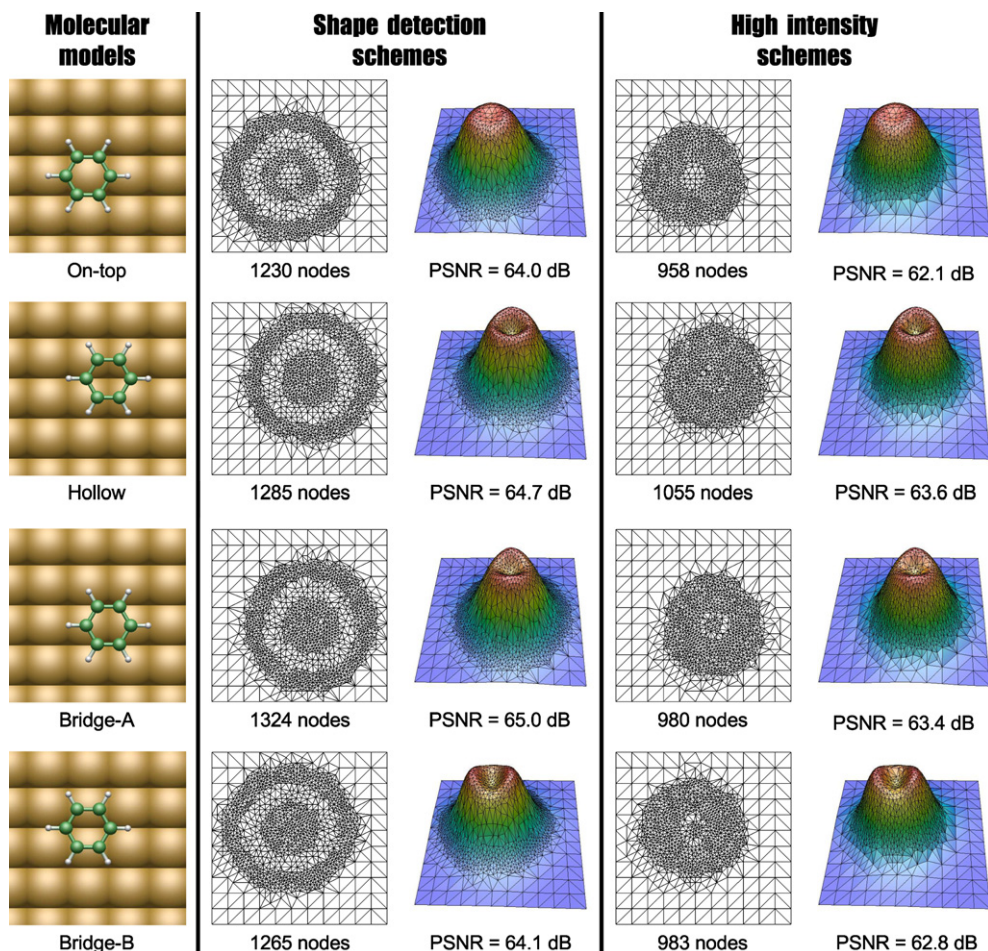 Molecular
models
Shape detection
schemes
High intensity
schemes
On-top
1230 nodes
PSNR = 64.0 dB
958 nodes
PSNR = 62.1 dB
Hollow
1285 nodes
PSNR = 64.7 dB
1055 nodes
PSNR = 63.6 dB
Bridge-A
1324 nodes
PSNR = 65.0 dB
980 nodes
PSNR = 63.4 dB
Bridge-B
1265 nodes
PSNR = 64.1 dB
983 nodes
PSNR = 62.8 dB